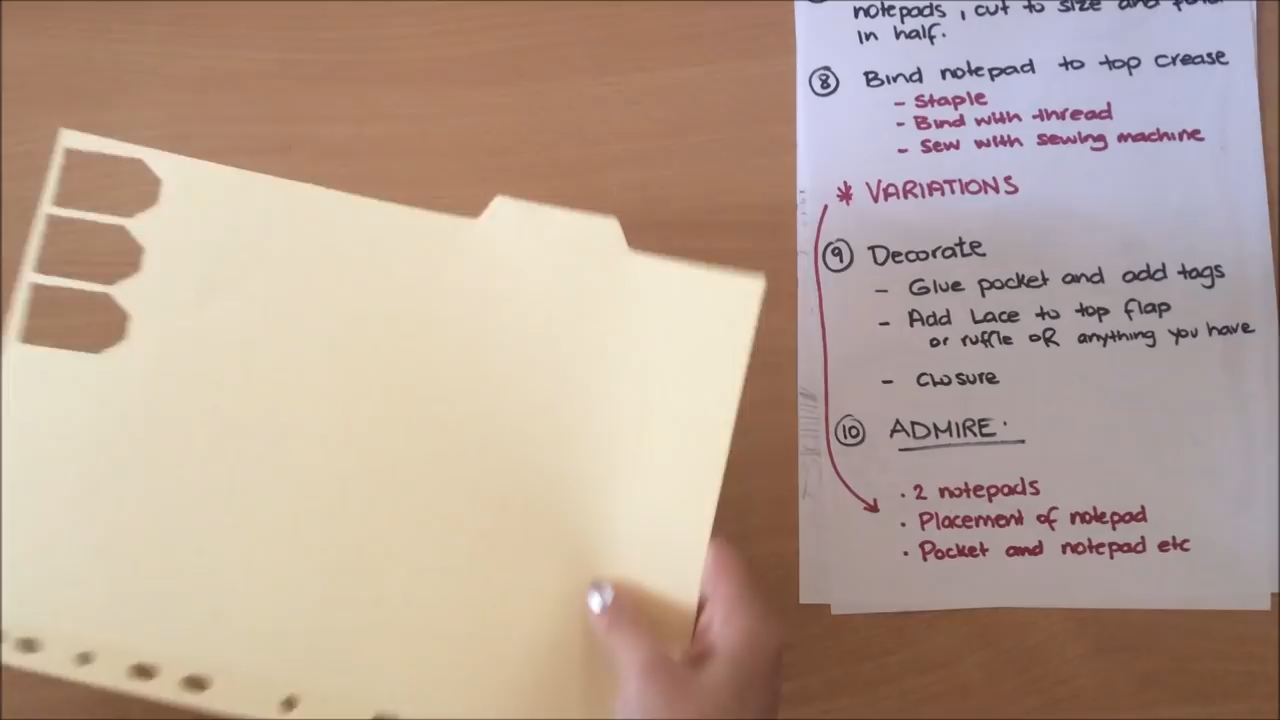 notepads, cut to size and fold
in half.
⑧ Bind notepad to top crease
- Staple
- Bind with thread
- Sew with sewing machine
* VARIATIONS
⑨ Decorate
- Glue pocket and add tags
- Add Lace to top flap
or ruffle OR anything you have
- Closure
⑩ ADMIRE.
. 2 notepads
. Placement of notepad
. Pocket and notepad etc